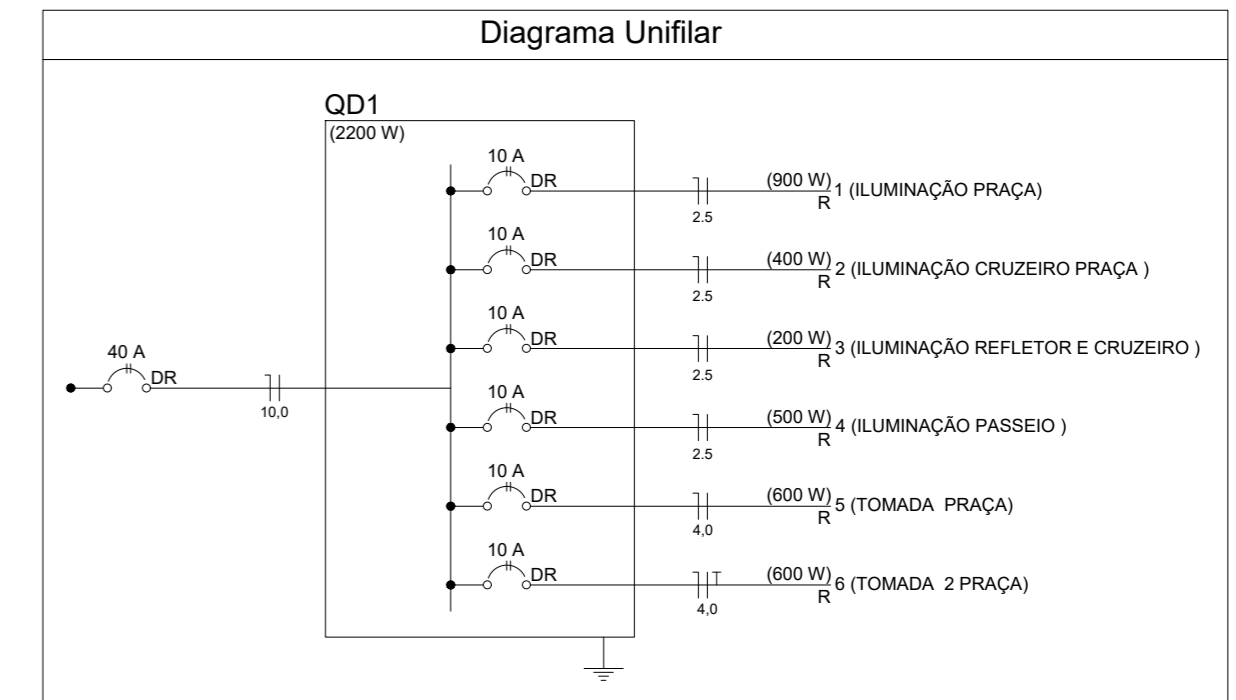 Diagrama Unifilar
QD1
(2200 W)
10 A
DR
2.5
(900 W)
R
1 (ILUMINAÇÃO PRAÇA)
10 A
DR
2.5
(400 W)
R
2 (ILUMINAÇÃO CRUZEIRO PRAÇA )
10 A
DR
2.5
(200 W)
R
3 (ILUMINAÇÃO REFLETOR E CRUZEIRO )
40 A
DR
10,0
10 A
DR
2.5
(500 W)
R
4 (ILUMINAÇÃO PASSEIO )
10 A
DR
4,0
(600 W)
R
5 (TOMADA  PRAÇA)
10 A
DR
T
4,0
(600 W)
R
6 (TOMADA  2 PRAÇA)